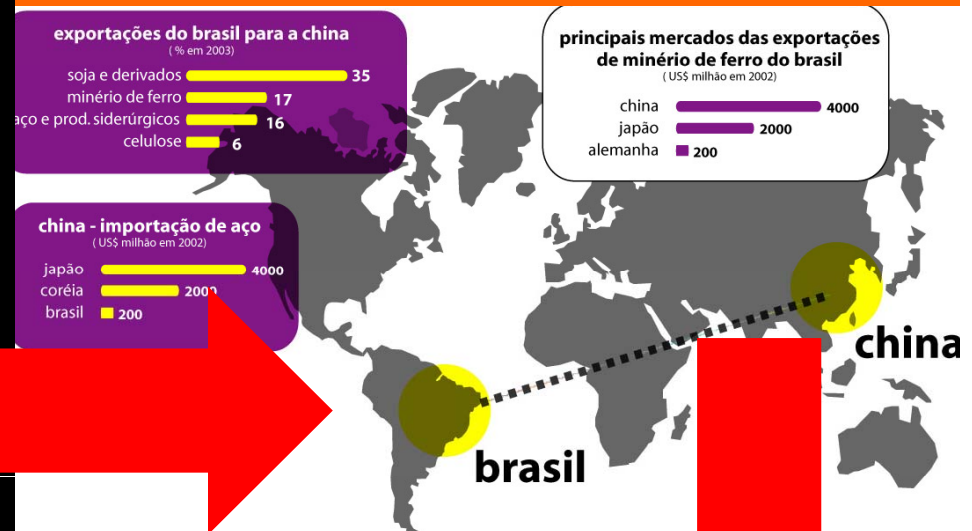 exportações do brasil para a china
( % em 2003)
soja e derivados 35
minério de ferro 17
aço e prod. siderúrgicos 16
celulose 6
principais mercados das exportações
de minério de ferro do brasil
( US$ milhão em 2002)
china 4000
japão 2000
alemanha 200
china - importação de aço
( US$ milhão em 2002)
japão 4000
coréia 2000
brasil 200
china
brasil